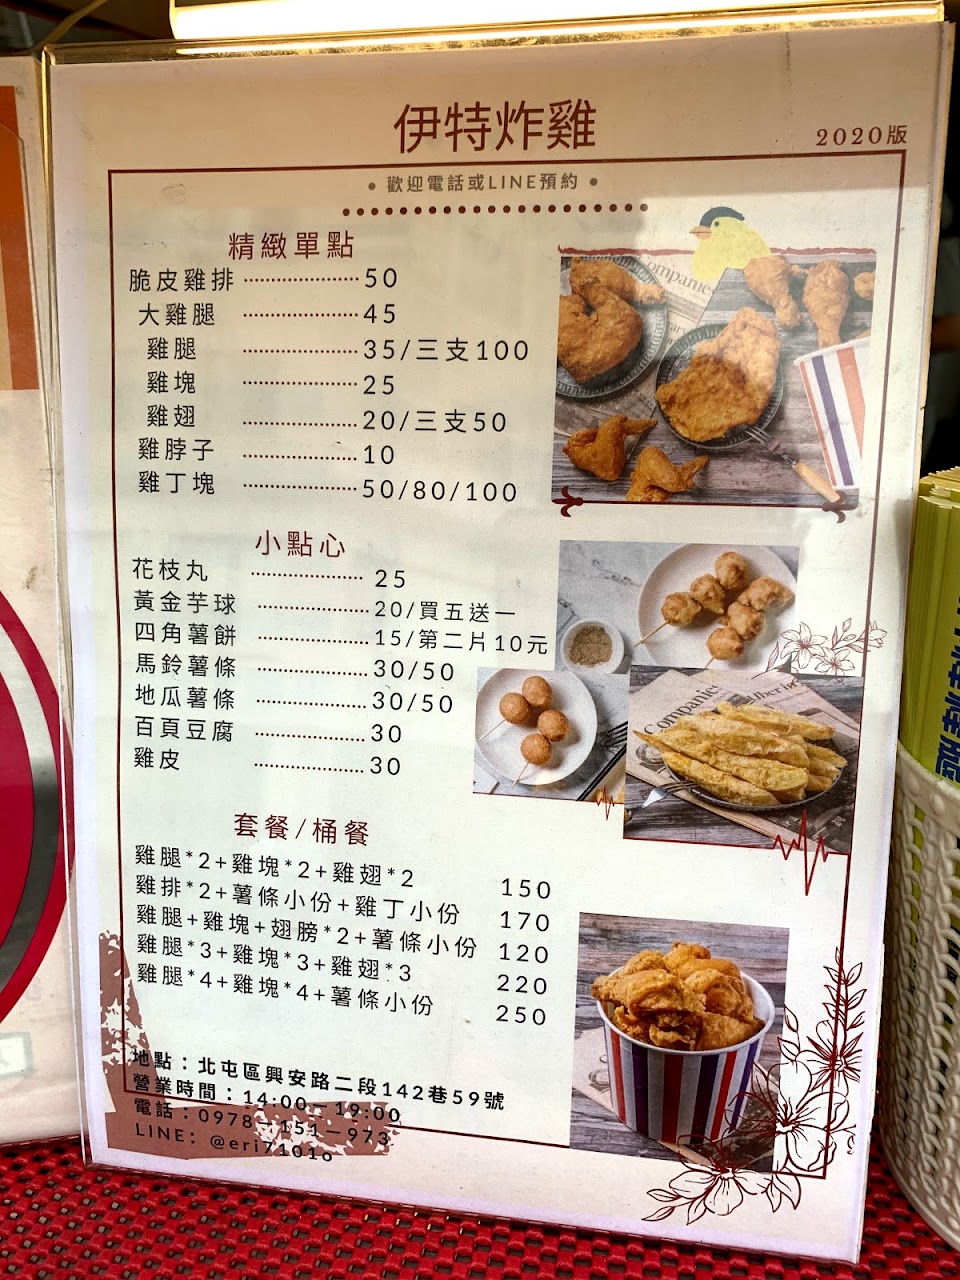 伊特炸雞
2020版
• 歡迎電話或LINE預約 •
精緻單點
脆皮雞排 ………………… 50
大雞腿 ………………… 45
雞腿 ………………… 35/三支100
雞塊 ………………… 25
雞翅 ………………… 20/三支50
雞脖子 ………………… 10
雞丁塊 ………………… 50/80/100
小點心
花枝丸 ………………… 25
黃金芋球 ………………… 20/買五送一
四角薯餅 ………………… 15/第二片10元
馬鈴薯條 ………………… 30/50
地瓜薯條 ………………… 30/50
百頁豆腐 ………………… 30
雞皮 ………………… 30
套餐/桶餐
雞腿*2+雞塊*2+雞翅*2 150
雞排*2+薯條小份+雞丁小份 170
雞腿+雞塊+翅膀*2+薯條小份 120
雞腿*3+雞塊*3+雞翅*3 220
雞腿*4+雞塊*4+薯條小份 250
地點：北屯區興安路二段142巷59號
營業時間：14:00－19:00
電話：0978－151－973
LINE: @eri7101o
Companie
Companie